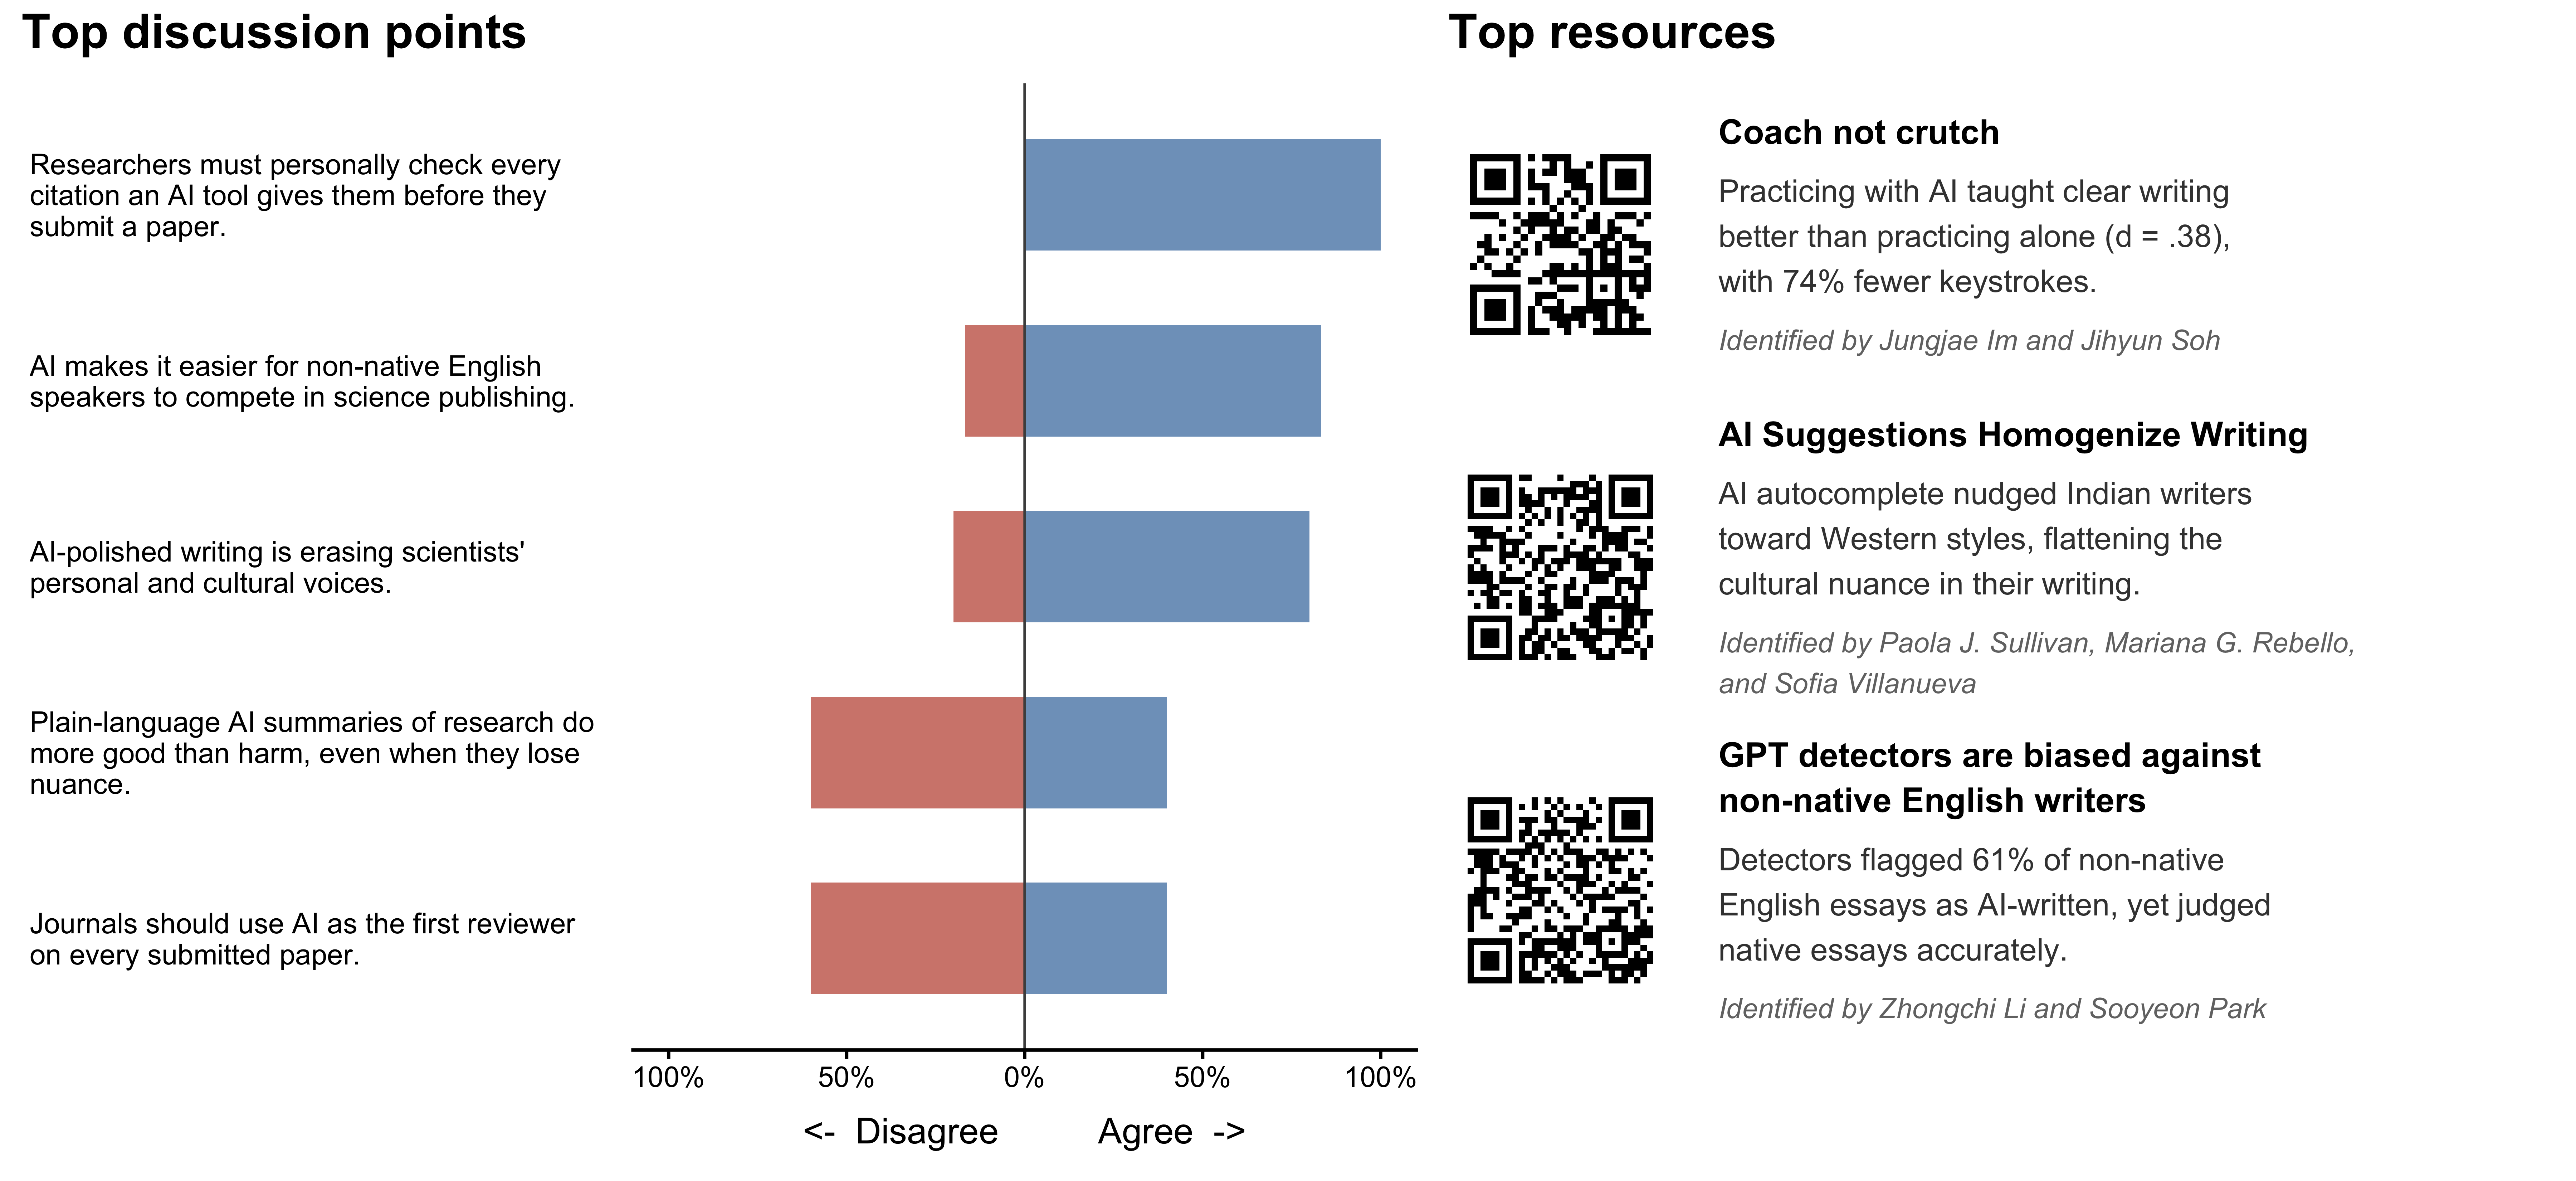 Top discussion points
Researchers must personally check every
citation an AI tool gives them before they
submit a paper.
AI makes it easier for non-native English
speakers to compete in science publishing.
AI-polished writing is erasing scientists'
personal and cultural voices.
Plain-language AI summaries of research do
more good than harm, even when they lose
nuance.
Journals should use AI as the first reviewer
on every submitted paper.
100% 50% 0% 50% 100%
<- Disagree Agree ->
Top resources
Coach not crutch
Practicing with AI taught clear writing
better than practicing alone (d = .38),
with 74% fewer keystrokes.
Identified by Jungjae Im and Jihyun Soh
AI Suggestions Homogenize Writing
AI autocomplete nudged Indian writers
toward Western styles, flattening the
cultural nuance in their writing.
Identified by Paola J. Sullivan, Mariana G. Rebello,
and Sofia Villanueva
GPT detectors are biased against
non-native English writers
Detectors flagged 61% of non-native
English essays as AI-written, yet judged
native essays accurately.
Identified by Zhongchi Li and Sooyeon Park